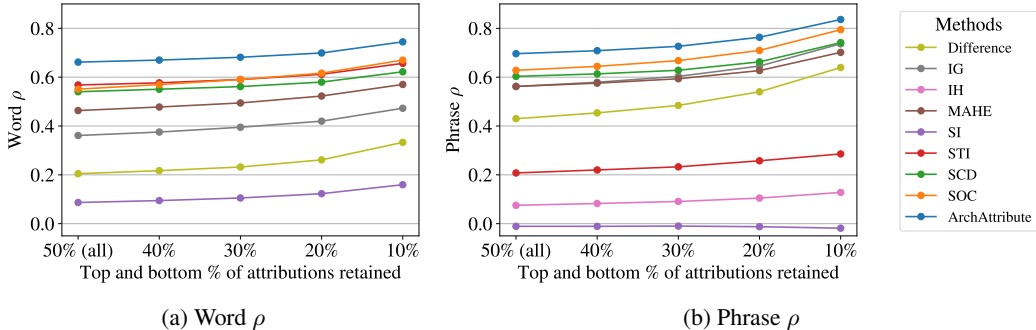 0.8
0.6
0.4
0.2
0.0
Word ρ
50% (all) 40% 30% 20% 10%
Top and bottom % of attributions retained
(a) Word ρ
0.8
0.6
0.4
0.2
0.0
Phrase ρ
50% (all) 40% 30% 20% 10%
Top and bottom % of attributions retained
(b) Phrase ρ
Methods
Difference
IG
IH
MAHE
SI
STI
SCD
SOC
ArchAttribute